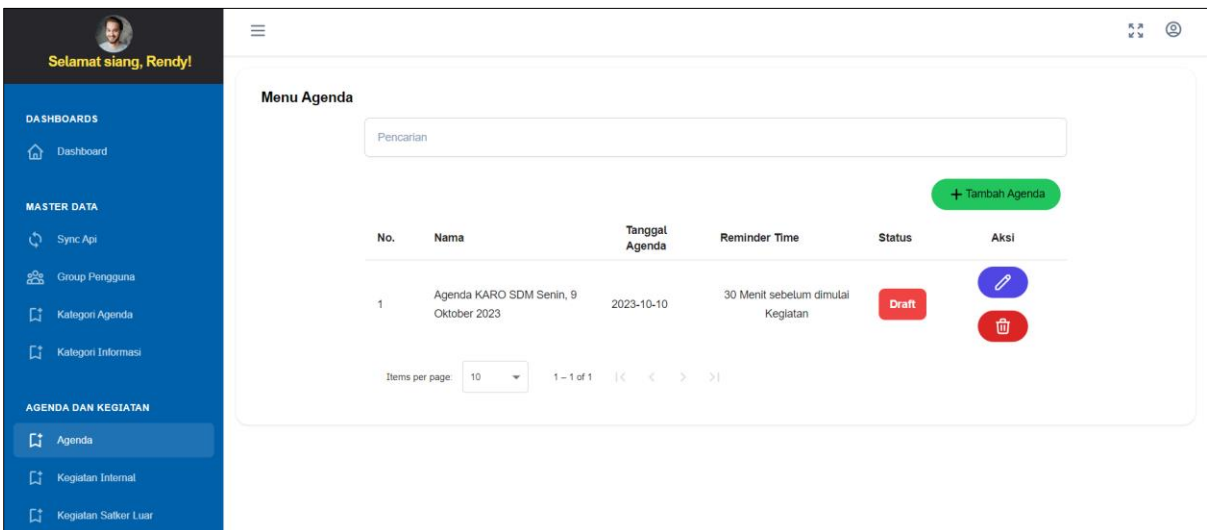 Selamat siang, Rendy!
DASHBOARDS
Dashboard
MASTER DATA
Sync Api
Group Pengguna
Kategori Agenda
Kategori Informasi
AGENDA DAN KEGIATAN
Agenda
Kegiatan Internal
Kegiatan Satker Luar
Menu Agenda
Pencarian
+ Tambah Agenda
No. Nama Tanggal Agenda Reminder Time Status Aksi
1 Agenda KARO SDM Senin, 9 Oktober 2023 2023-10-10 30 Menit sebelum dimulai Kegiatan Draft
Items per page: 10 1 – 1 of 1